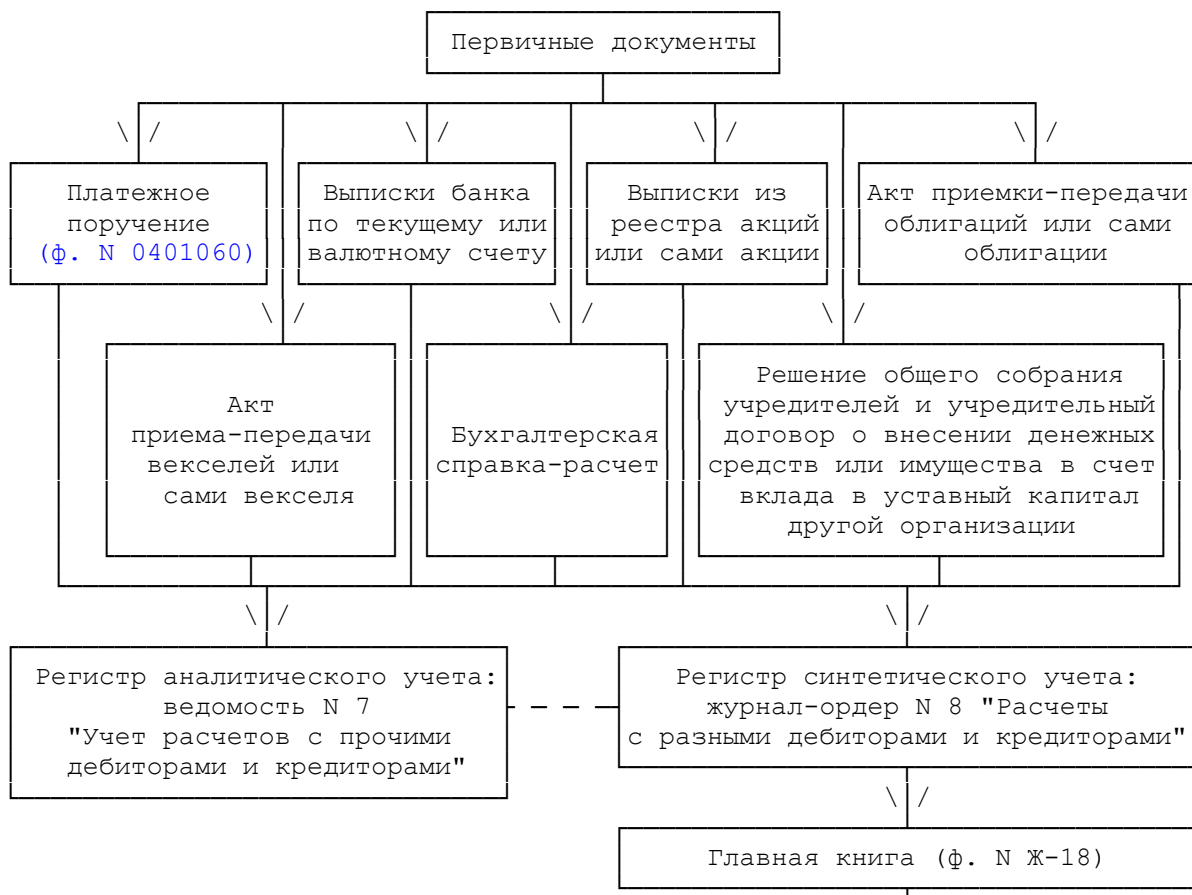 Первичные документы
Платежное
поручение
(ф. N 0401060)
Выписки банка
по текущему или
валютному счету
Выписки из
реестра акций
или сами акции
Акт приемки-передачи
облигаций или сами
облигации
Акт
приема-передачи
векселей или
сами векселя
Бухгалтерская
справка-расчет
Решение общего собрания
учредителей и учредительный
договор о внесении денежных
средств или имущества в счет
вклада в уставный капитал
другой организации
Регистр аналитического учета:
ведомость N 7
"Учет расчетов с прочими
дебиторами и кредиторами"
Регистр синтетического учета:
журнал-ордер N 8 "Расчеты
с разными дебиторами и кредиторами"
Главная книга (ф. N Ж-18)